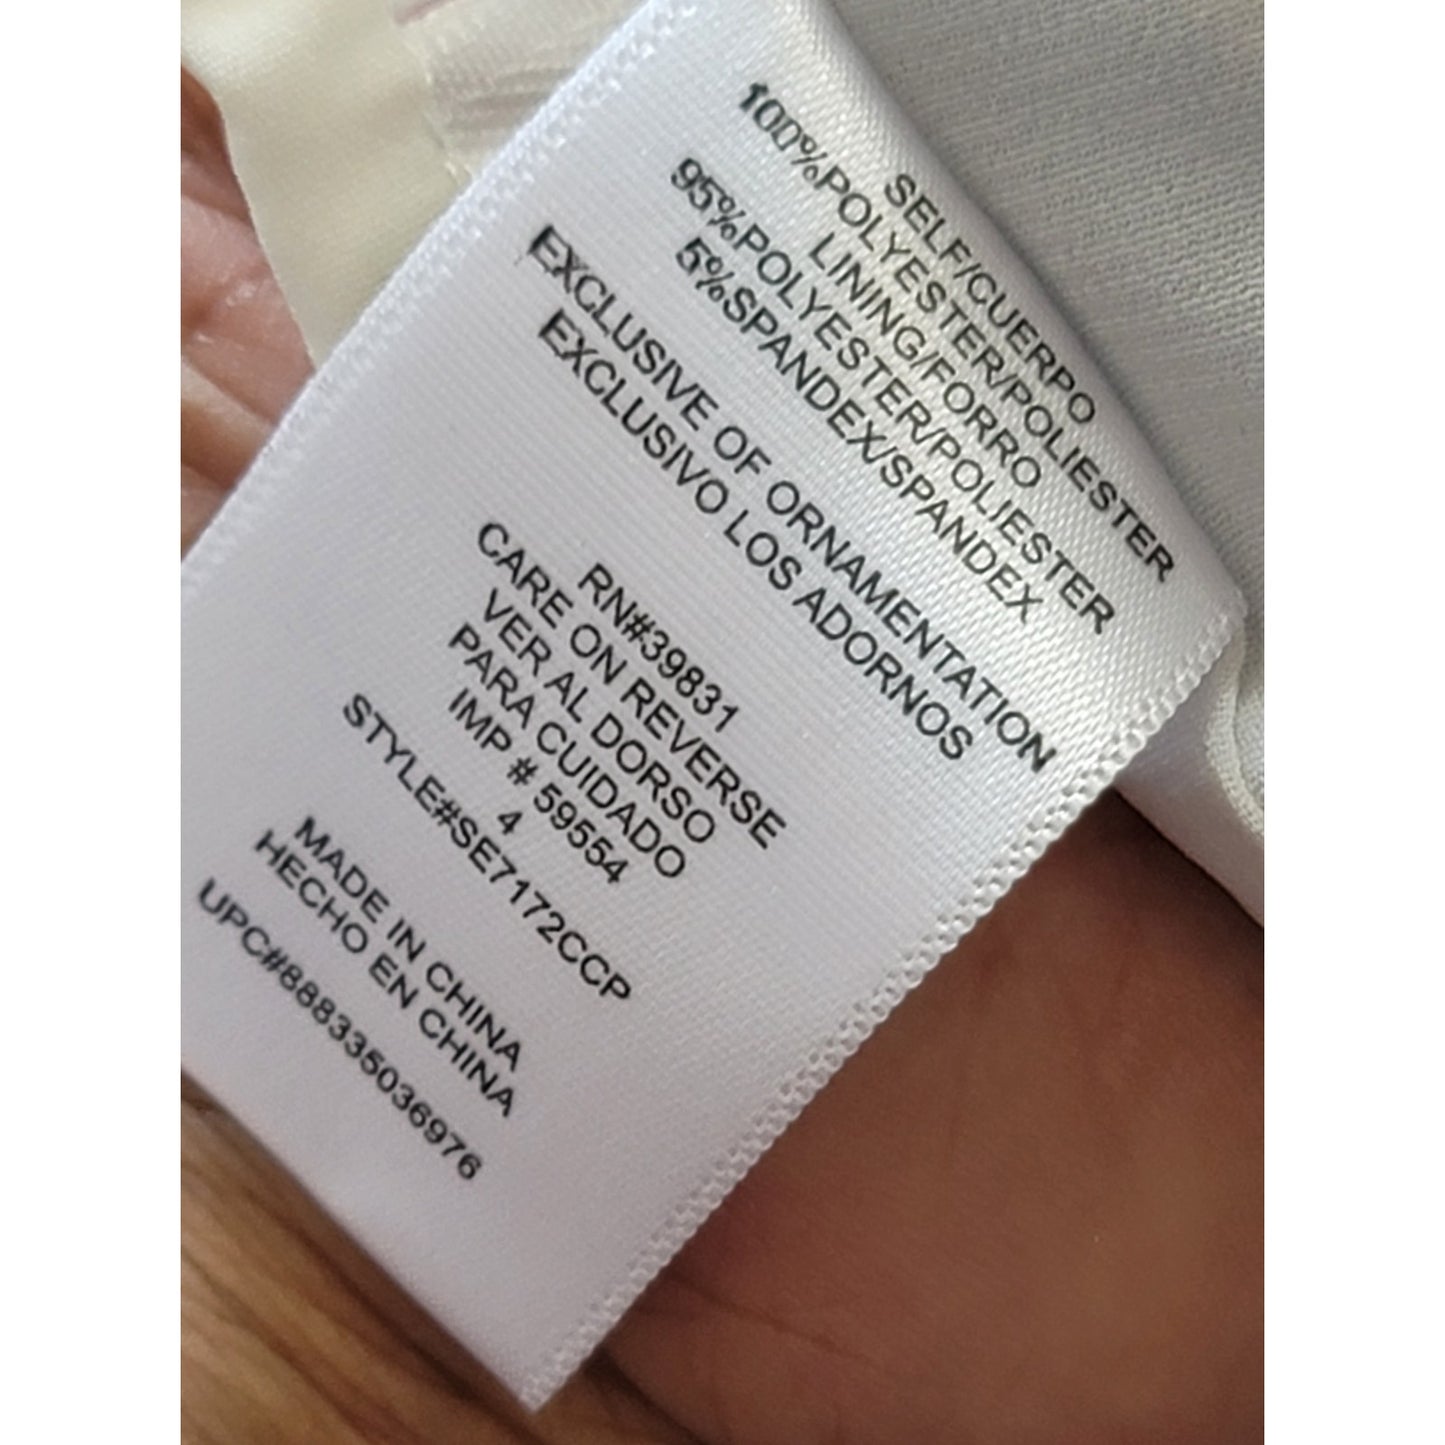 SELF/CUERPO
100%POLYESTER/POLIESTER
LINING/FORRO
95%POLYESTER/POLIESTER
5%SPANDEX/SPANDEX
EXCLUSIVE OF ORNAMENTATION
EXCLUSIVO LOS ADORNOS
RN#39831
CARE ON REVERSE
VER AL DORSO
PARA CUIDADO
IMP # 59554
4
STYLE#SE7172CCP
MADE IN CHINA
HECHO EN CHINA
UPC#888335036976